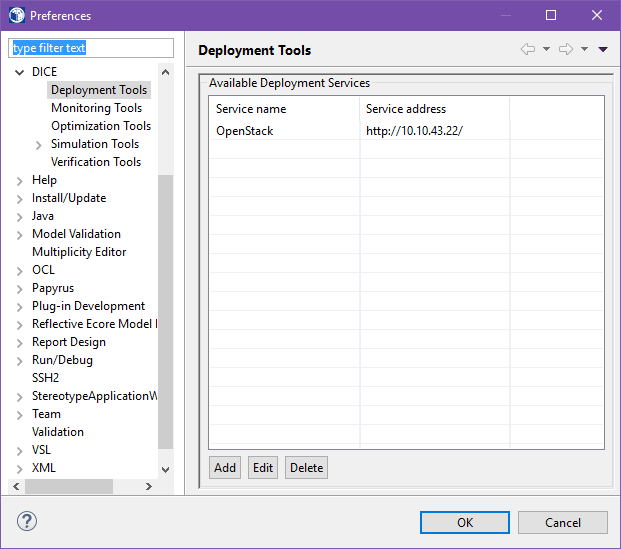 Preferences
type filter text
DICE
Deployment Tools
Monitoring Tools
Optimization Tools
Simulation Tools
Verification Tools
Help
Install/Update
Java
Model Validation
Multiplicity Editor
OCL
Papyrus
Plug-in Development
Reflective Ecore Model
Report Design
Run/Debug
SSH2
StereotypeApplicationW
Team
Validation
VSL
XML
Deployment Tools
Available Deployment Services
Service name Service address
OpenStack http://10.10.43.22/
Add Edit Delete
? OK Cancel